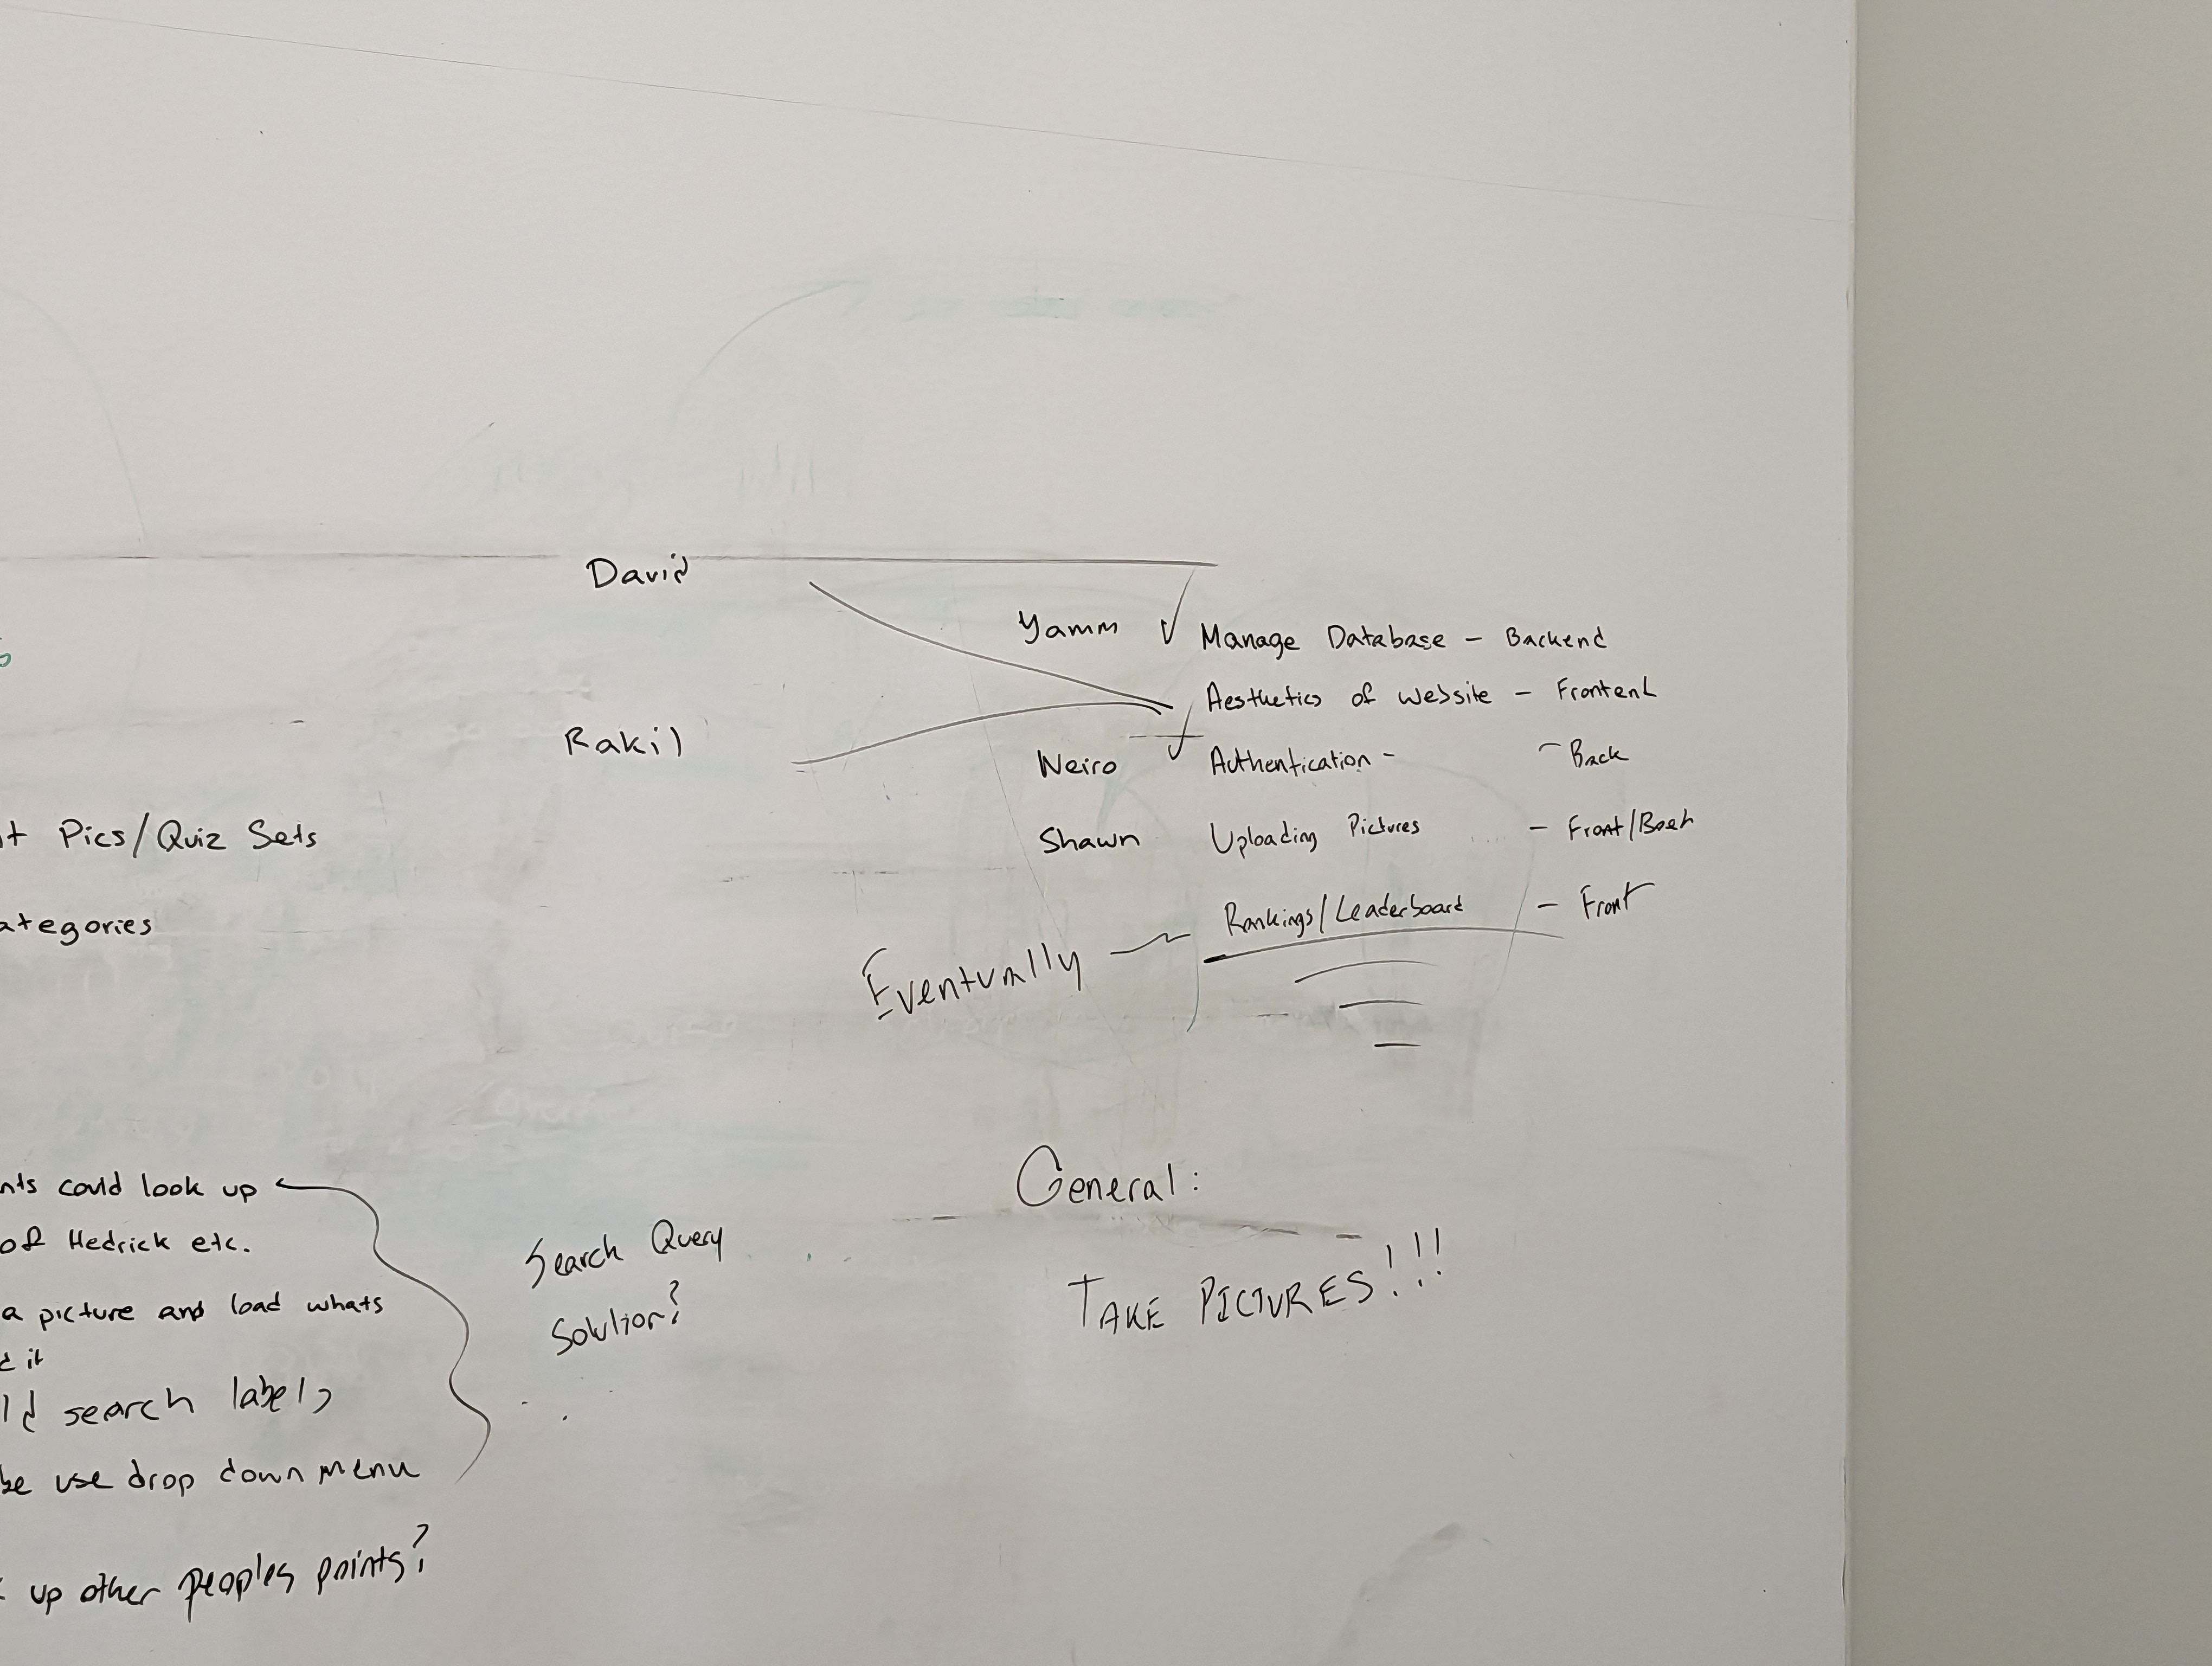 David
Yamm Manage Database - Backend
Aesthetics of website - Frontend
Rakil
Neiro Authentication - - Back
Shawn Uploading Pictures - Front/Back
Rankings/Leaderboard - Front
Eventually
Pics/Quiz Sets
ategories
General:
TAKE PICTURES!!!
Search Query
Solution?
nts could look up
of Hedrick etc.
a picture and load whats
it
ld search labels
be use drop down menu
up other peoples points?